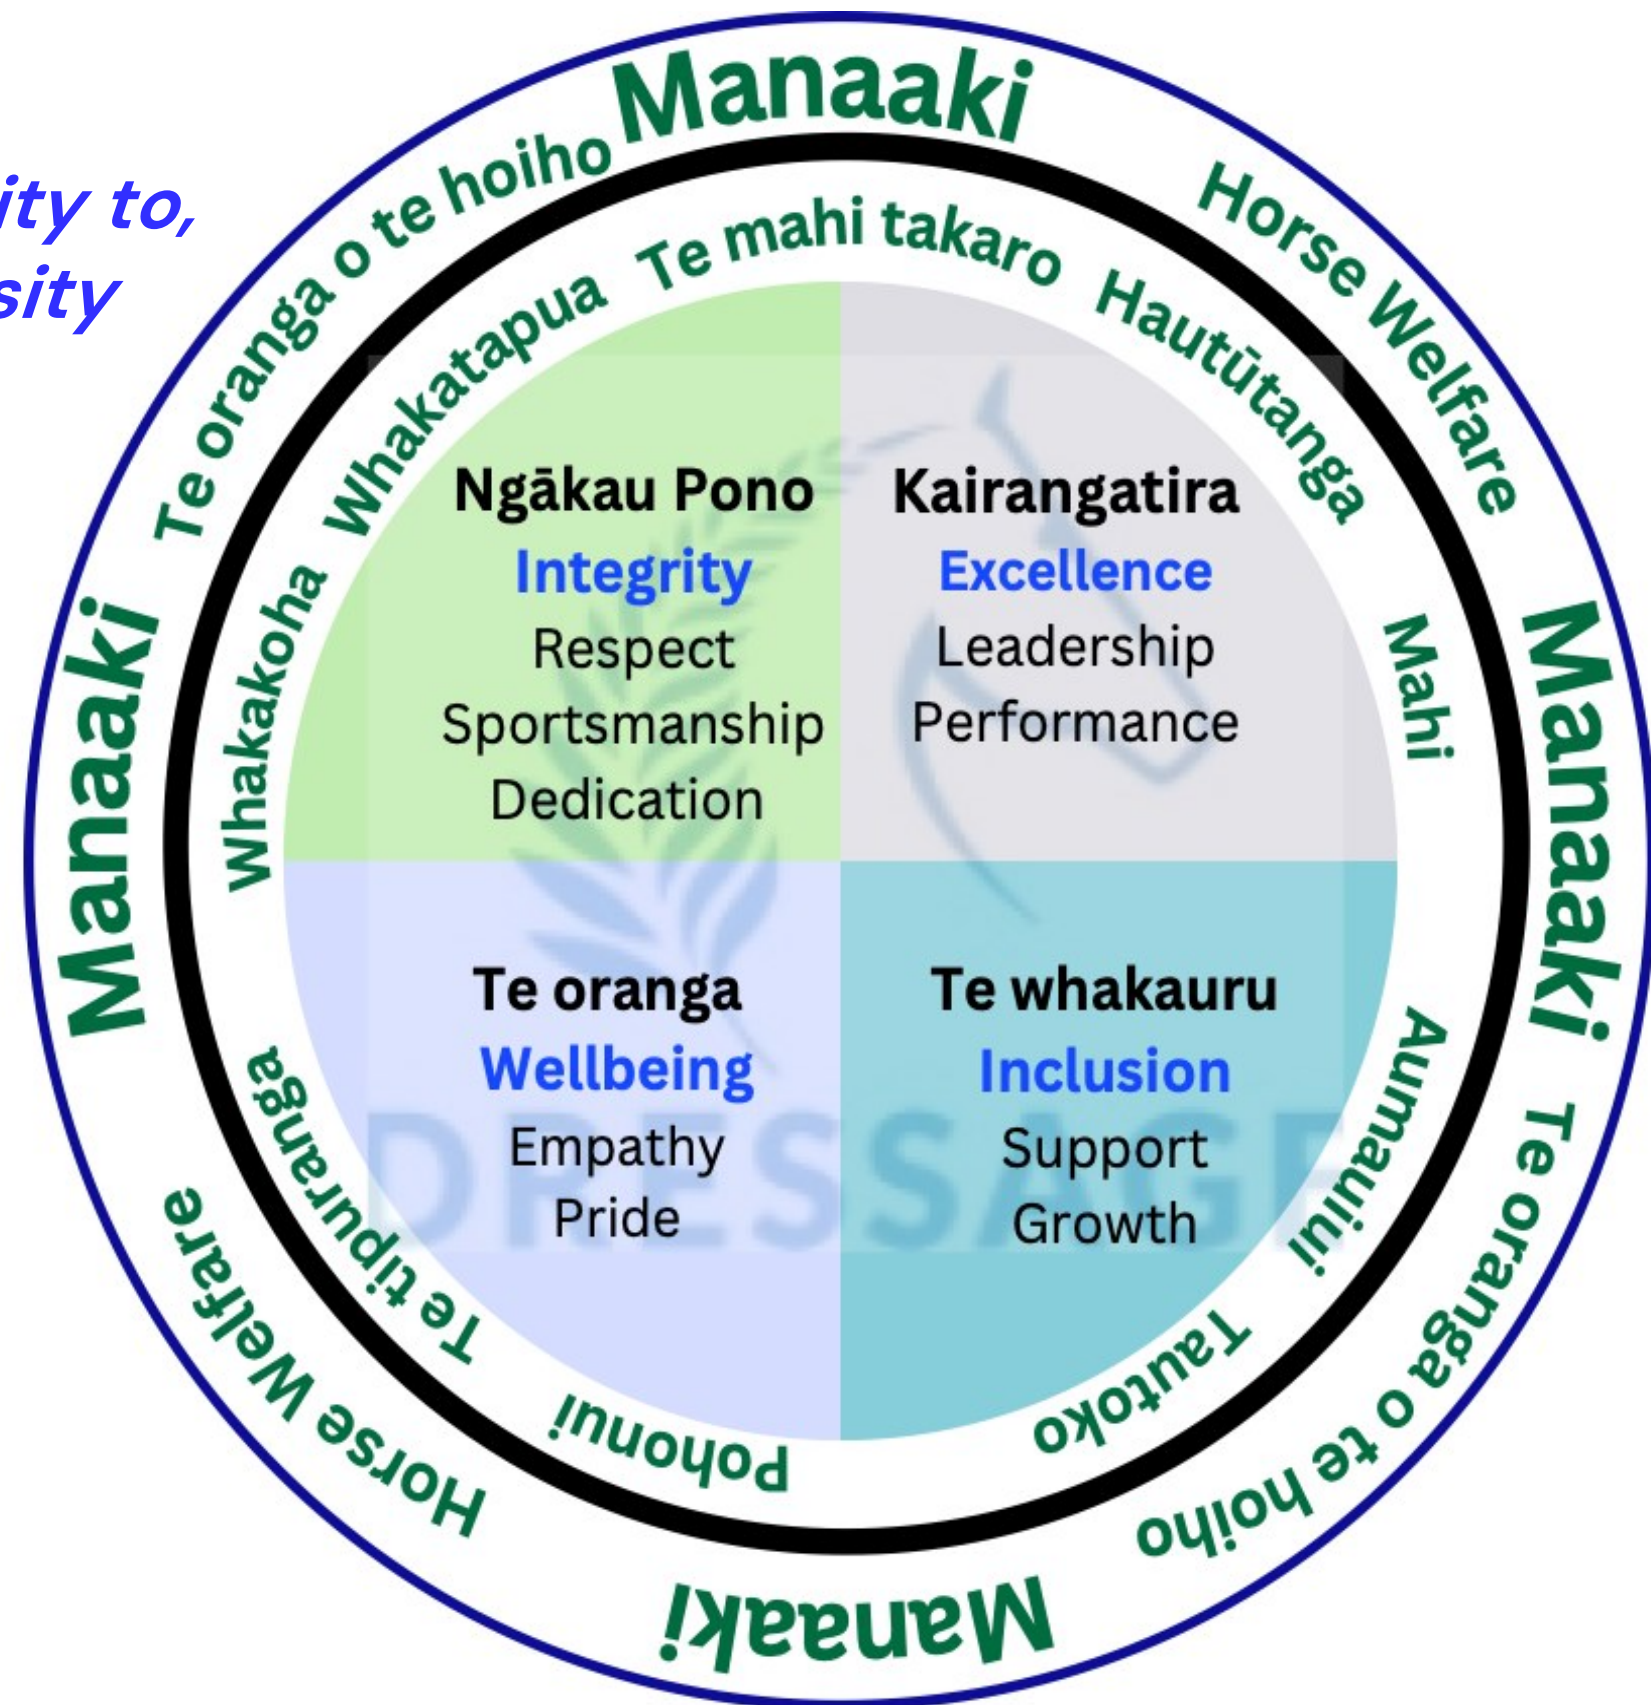 ity to,
sity
Manaaki
Horse Welfare
Manaaki
Te oranga o te hoiho
Manaaki
Horse Welfare
Manaaki
Te oranga o te hoiho
Te mahi takaro
Hautūtanga
Mahi
Aumauiui
Tautoko
Pohonui
Te tipuranga
Whakakoha
Whakatapua
Ngākau Pono
Integrity
Respect
Sportsmanship
Dedication
Kairangatira
Excellence
Leadership
Performance
Te oranga
Wellbeing
Empathy
Pride
Te whakauru
Inclusion
Support
Growth
DRESSAGE